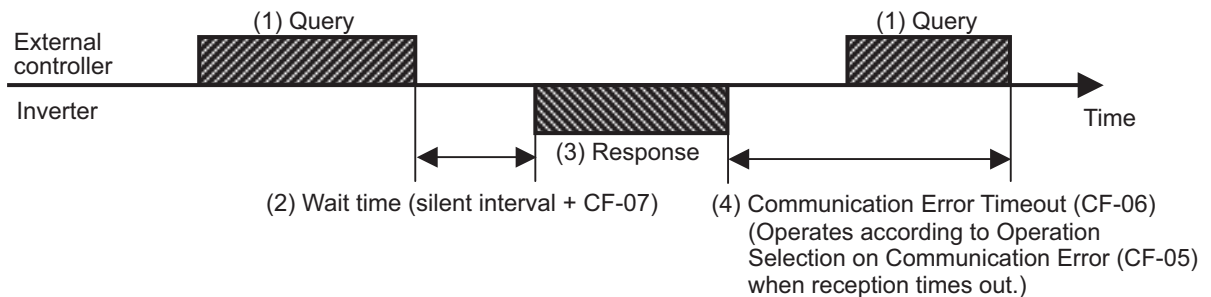 (1) Query
(1) Query
External
controller
Inverter
Time
(3) Response
(2) Wait time (silent interval + CF-07)
(4) Communication Error Timeout (CF-06)
(Operates according to Operation
Selection on Communication Error (CF-05)
when reception times out.)